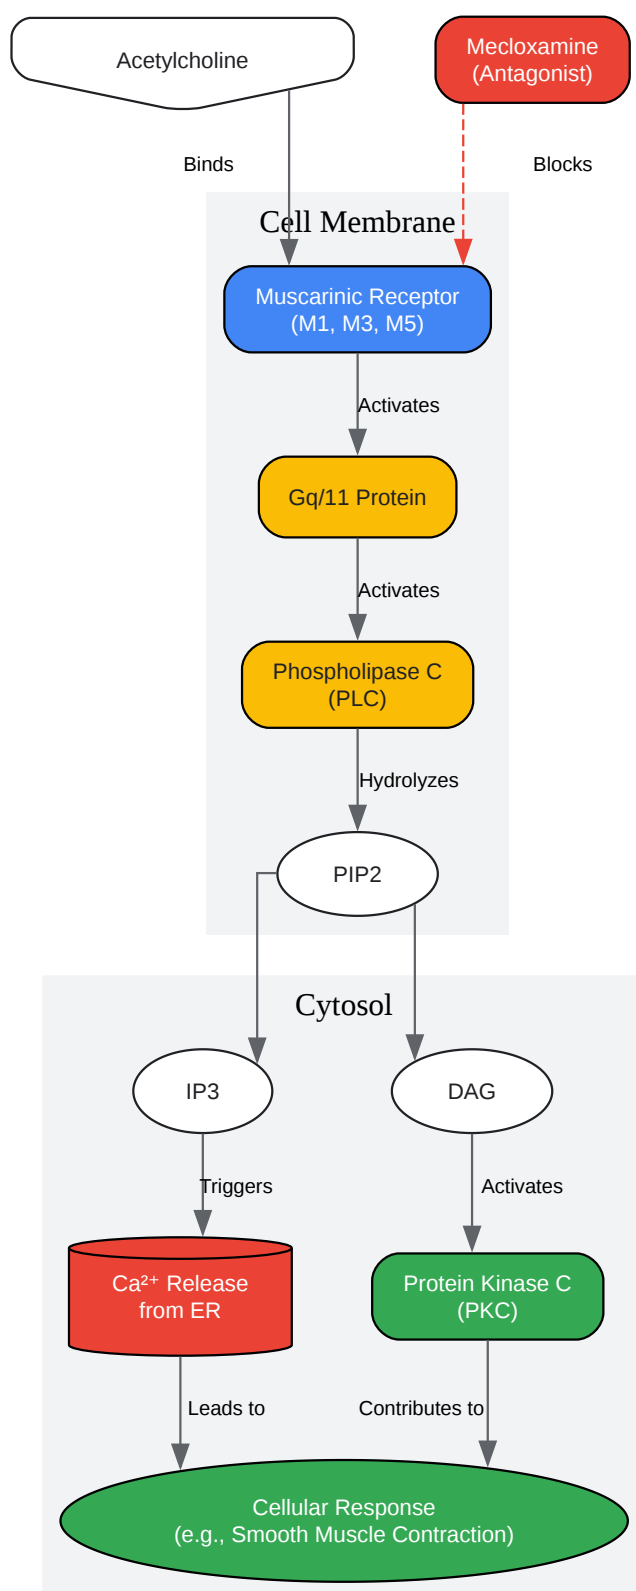 Acetylcholine
Mecloxamine
(Antagonist)
Binds
Blocks
Cell Membrane
Muscarinic Receptor
(M1, M3, M5)
Activates
Gq/11 Protein
Activates
Phospholipase C
(PLC)
Hydrolyzes
PIP2
Cytosol
IP3
DAG
Triggers
Activates
Ca²⁺ Release
from ER
Protein Kinase C
(PKC)
Leads to
Contributes to
Cellular Response
(e.g., Smooth Muscle Contraction)